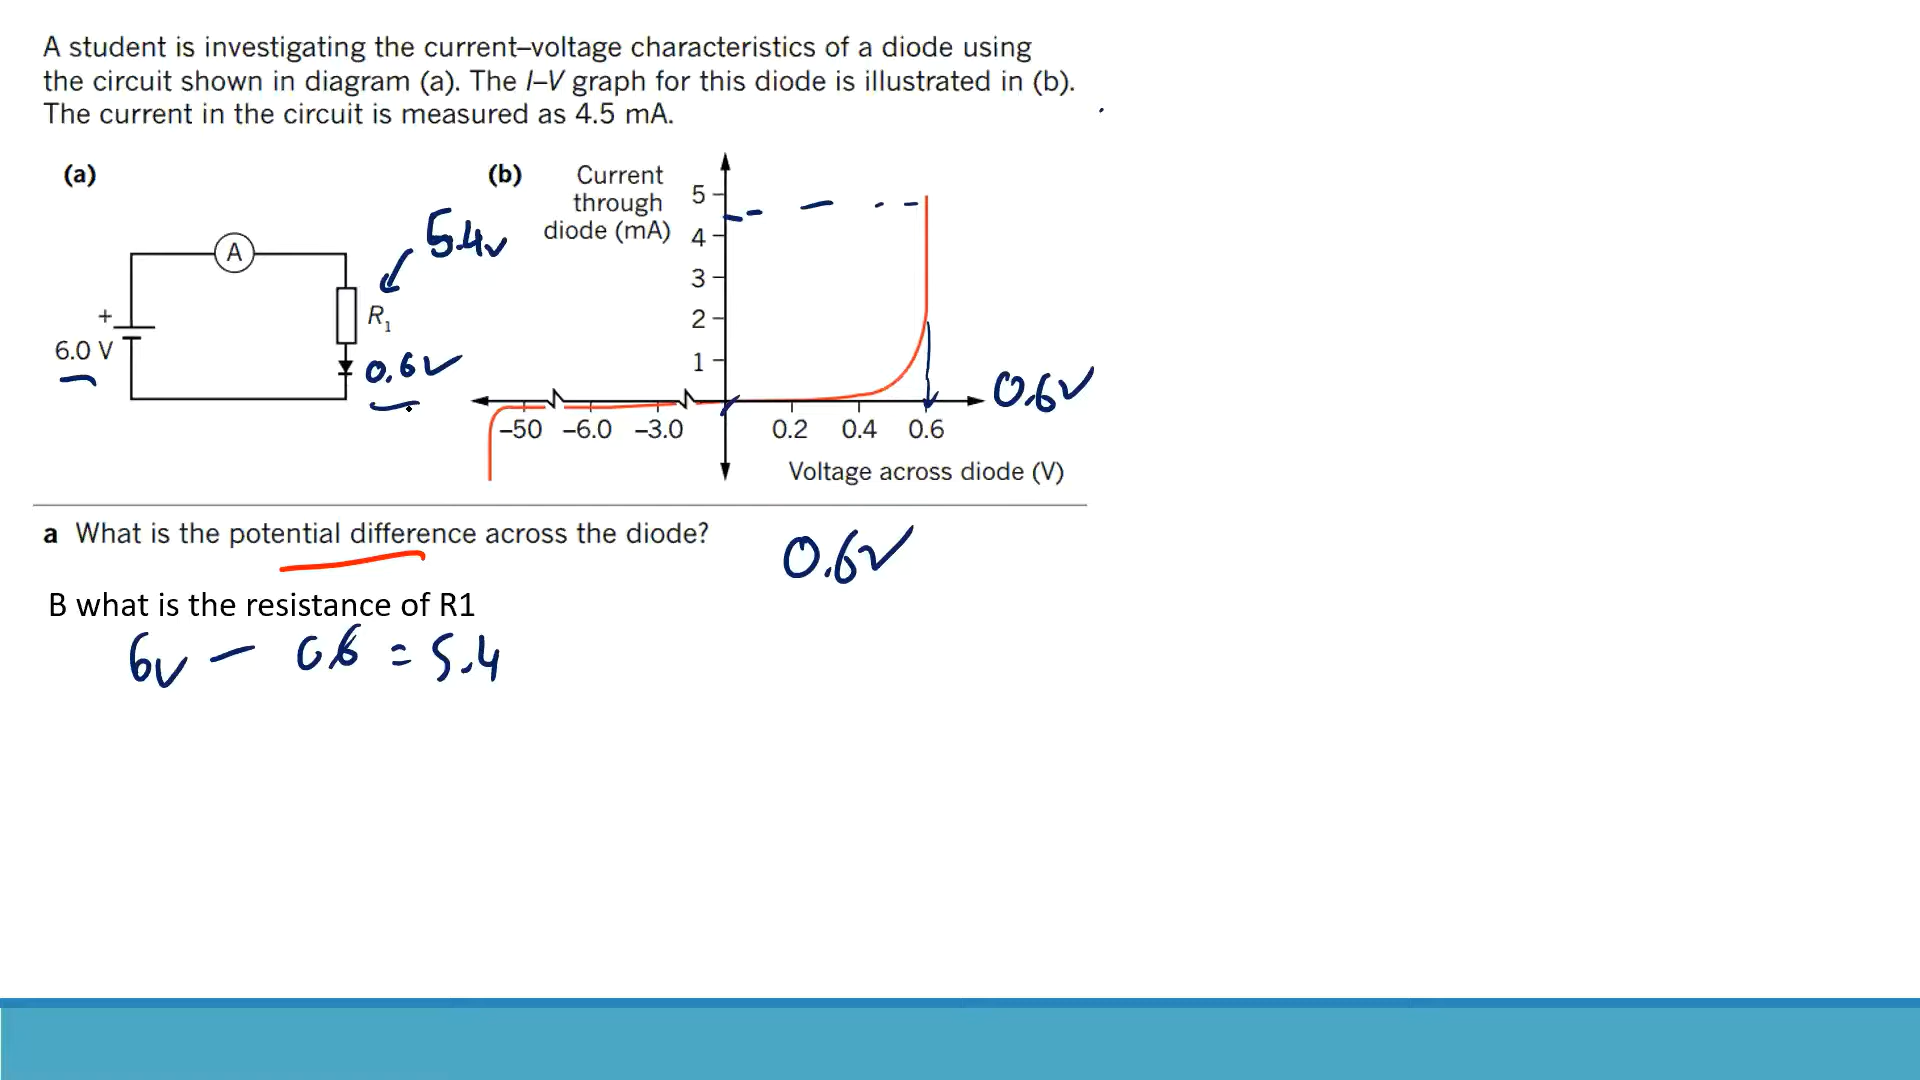 A student is investigating the current–voltage characteristics of a diode using
the circuit shown in diagram (a). The I–V graph for this diode is illustrated in (b).
The current in the circuit is measured as 4.5 mA.
(a)
A
+
6.0 V
R₁
5.4v
0.6V
(b)
Current
through
diode (mA)
5
4
3
2
1
–50 –6.0 –3.0 0.2 0.4 0.6
0.6V
Voltage across diode (V)
a What is the potential difference across the diode?
0.6V
B what is the resistance of R1
6v – 0.6 = 5.4